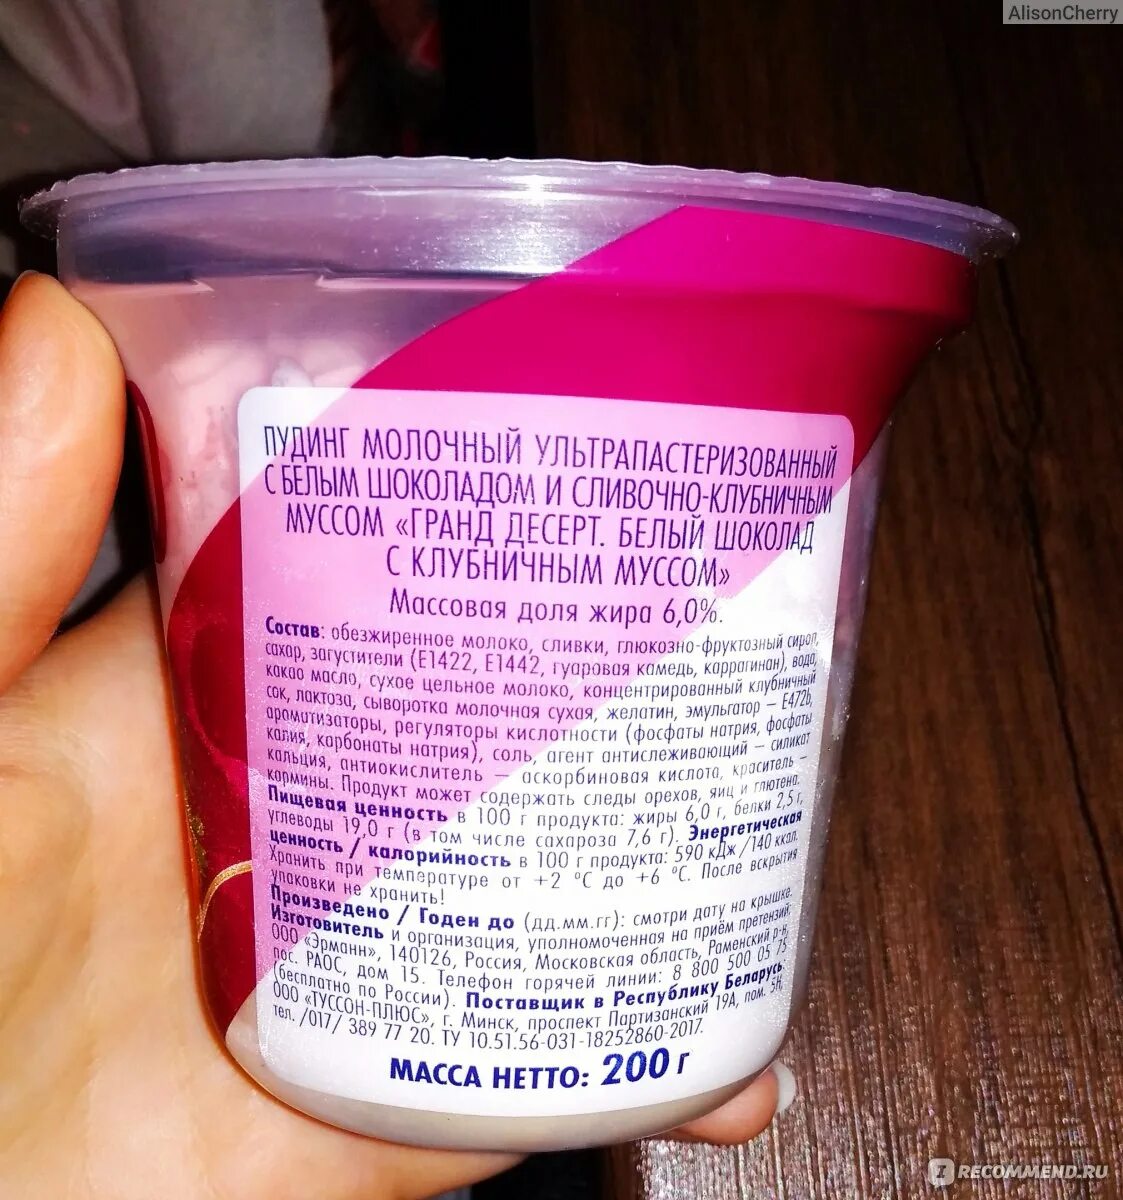 AlisonCherry
ПУДИНГ МОЛОЧНЫЙ УЛЬТРАПАСТЕРИЗОВАННЫЙ
С БЕЛЫМ ШОКОЛАДОМ И СЛИВОЧНО-КЛУБНИЧНЫМ
МУССОМ «ГРАНД ДЕСЕРТ. БЕЛЫЙ ШОКОЛАД
С КЛУБНИЧНЫМ МУССОМ»
Массовая доля жира 6,0%.
Состав: обезжиренное молоко, сливки, глюкозно-фруктозный сироп,
сахар, загустители (Е1422, Е1442, гуаровая камедь, каррагинан), вода,
какао масло, сухое цельное молоко, концентрированный клубничный
сок, лактоза, сыворотка молочная сухая, желатин, эмульгатор – Е472b,
ароматизаторы, регуляторы кислотности (фосфаты натрия, фосфаты
калия, карбонаты натрия), соль, агент антислеживающий – силикат
кальция, антиокислитель – аскорбиновая кислота, краситель –
кармины. Продукт может содержать следы орехов, яиц и глютена.
Пищевая ценность в 100 г продукта: жиры 6,0 г, белки 2,5 г,
углеводы 19,0 г (в том числе сахароза 7,6 г). Энергетическая
ценность / калорийность в 100 г продукта: 590 кДж /140 ккал.
Хранить при температуре от +2 °С до +6 °С. После вскрытия
упаковки не хранить!
Произведено / Годен до (дд.мм.гг): смотри дату на крышке.
Изготовитель и организация, уполномоченная на приём претензий:
ООО «Эрманн», 140126, Россия, Московская область, Раменский р-н,
пос. РАОС, дом 15. Телефон горячей линии: 8 800 500 05 75
(бесплатно по России). Поставщик в Республику Беларусь:
ООО «ТУССОН-ПЛЮС», г. Минск, проспект Партизанский 19А, пом. 5Н,
тел. /017/ 389 77 20. ТУ 10.51.56-031-18252860-2017.
МАССА НЕТТО: 200 г
RECOMMEND.RU